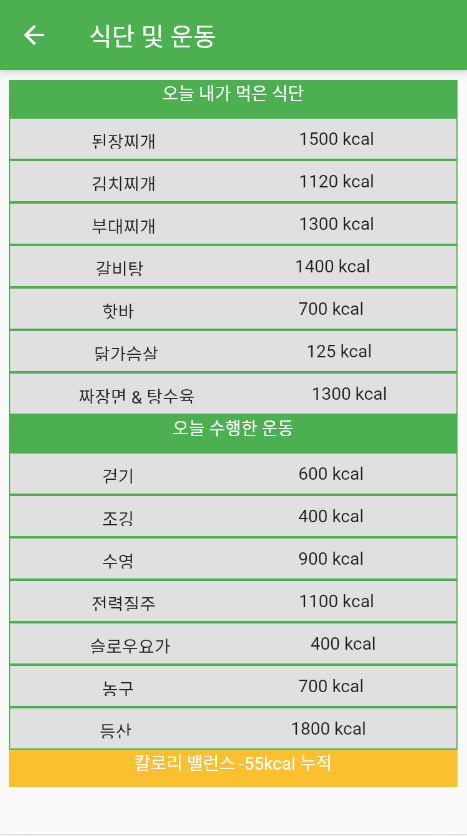 식단 및 운동
오늘 내가 먹은 식단
된장찌개 1500 kcal
김치찌개 1120 kcal
부대찌개 1300 kcal
갈비탕 1400 kcal
핫바 700 kcal
닭가슴살 125 kcal
짜장면 & 탕수육 1300 kcal
오늘 수행한 운동
걷기 600 kcal
조깅 400 kcal
수영 900 kcal
전력질주 1100 kcal
슬로우요가 400 kcal
농구 700 kcal
등산 1800 kcal
칼로리 밸런스 -55kcal 누적